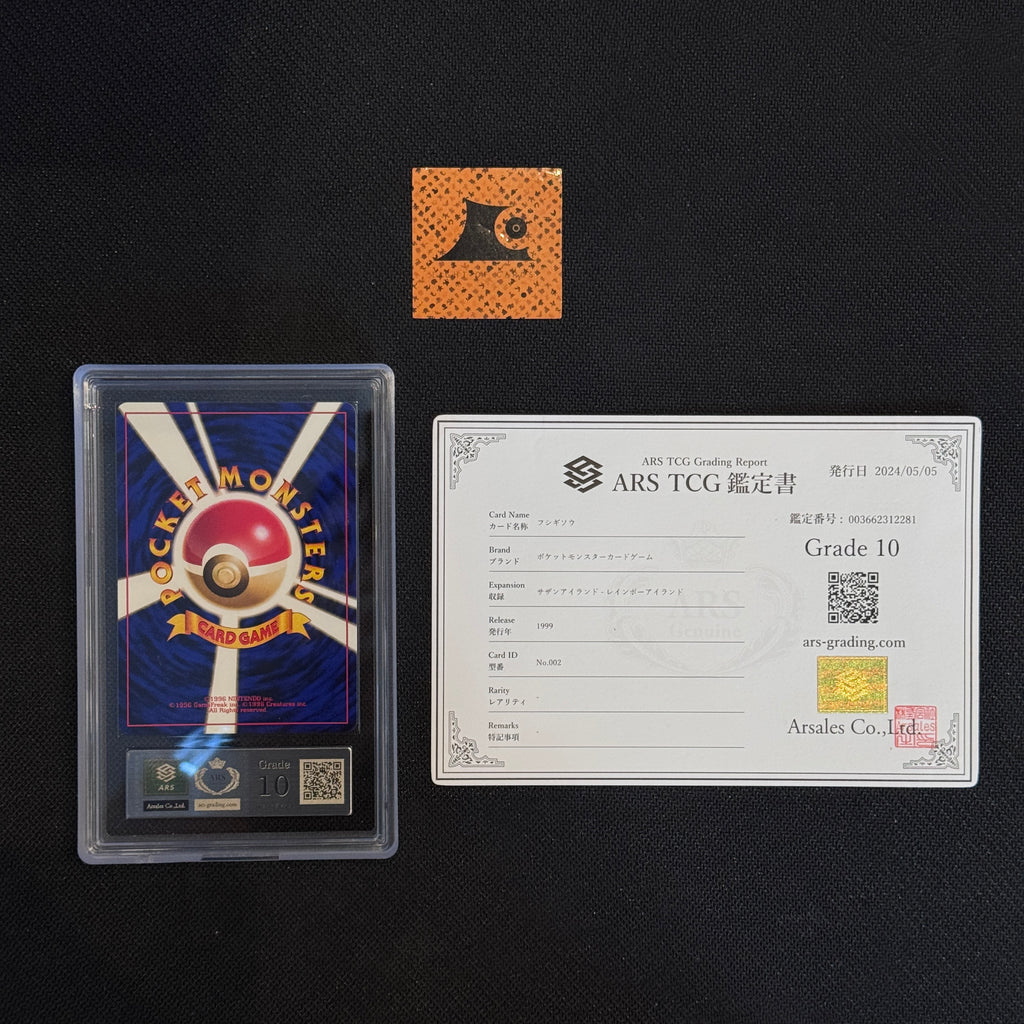 POCKET MONSTERS
CARD GAME
©1996 NINTENDO inc.
©1996 GameFreak inc. ©1996 Creatures inc.
All Rights reserved
ARS
Arsales Co.,Ltd.
ARS
ars-grading.com
Grade
10
ARS TCG Grading Report
ARS TCG 鑑定書
発行日 2024/05/05
Card Name
カード名称 フシギソウ
Brand
ブランド ポケットモンスターカードゲーム
Expansion
収録 サザンアイランド - レインボーアイランド
Release
発行年 1999
Card ID
型番 No.002
Rarity
レアリティ -
Remarks
特記事項
鑑定番号 : 003662312281
Grade 10
ars-grading.com
Arsales Co.,Ltd.
ARS
Genuine